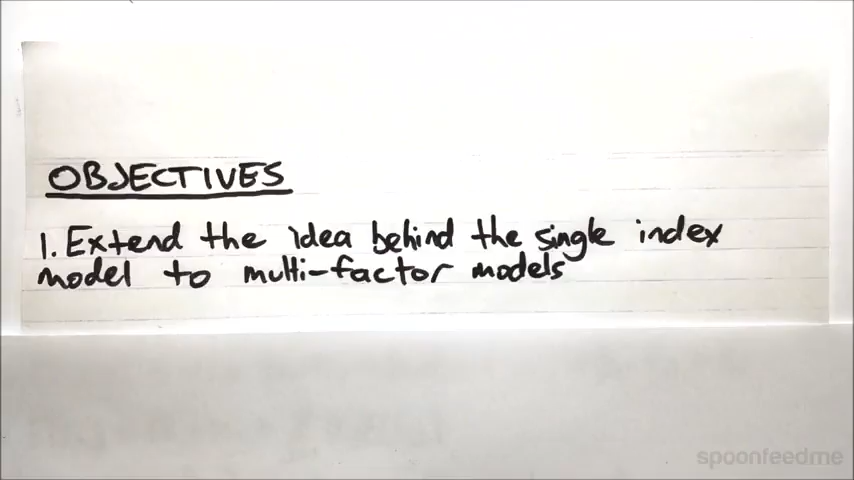 OBJECTIVES
1. Extend the idea behind the single index
model to multi-factor models
spoonfeedme